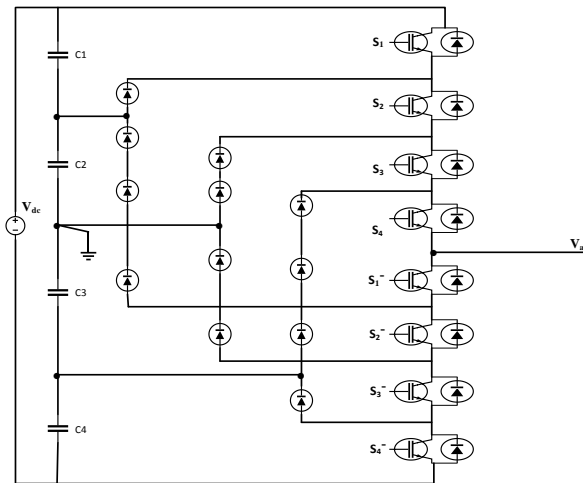 C1
C2
C3
C4
V_dc
+
-
S₁
S₂
S₃
S₄
S₁⁻
S₂⁻
S₃⁻
S₄⁻
V_a